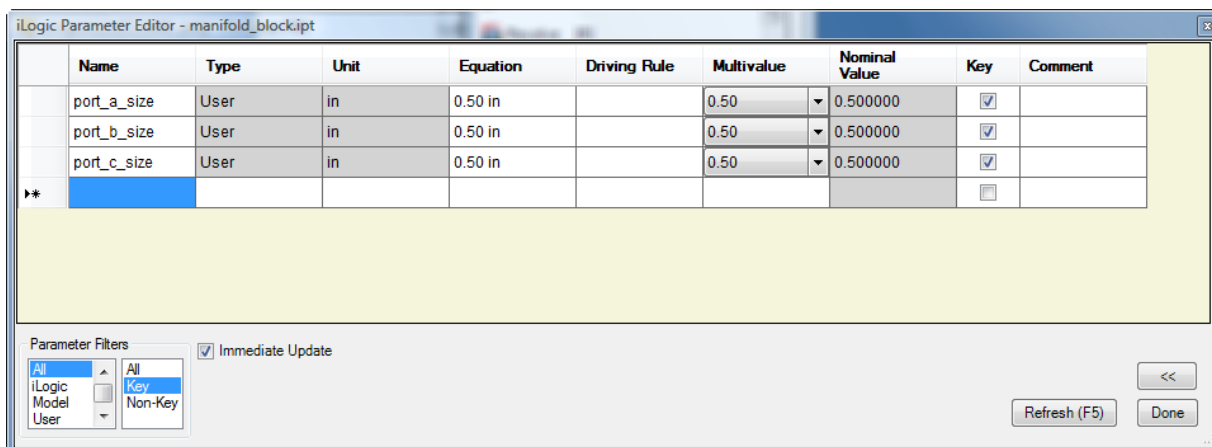 iLogic Parameter Editor - manifold_block.ipt
Name Type Unit Equation Driving Rule Multivalue Nominal Value Key Comment
port_a_size User in 0.50 in 0.50 0.500000
port_b_size User in 0.50 in 0.50 0.500000
port_c_size User in 0.50 in 0.50 0.500000
Parameter Filters
Immediate Update
All All
iLogic Key
Model Non-Key
User
<<
Refresh (F5) Done